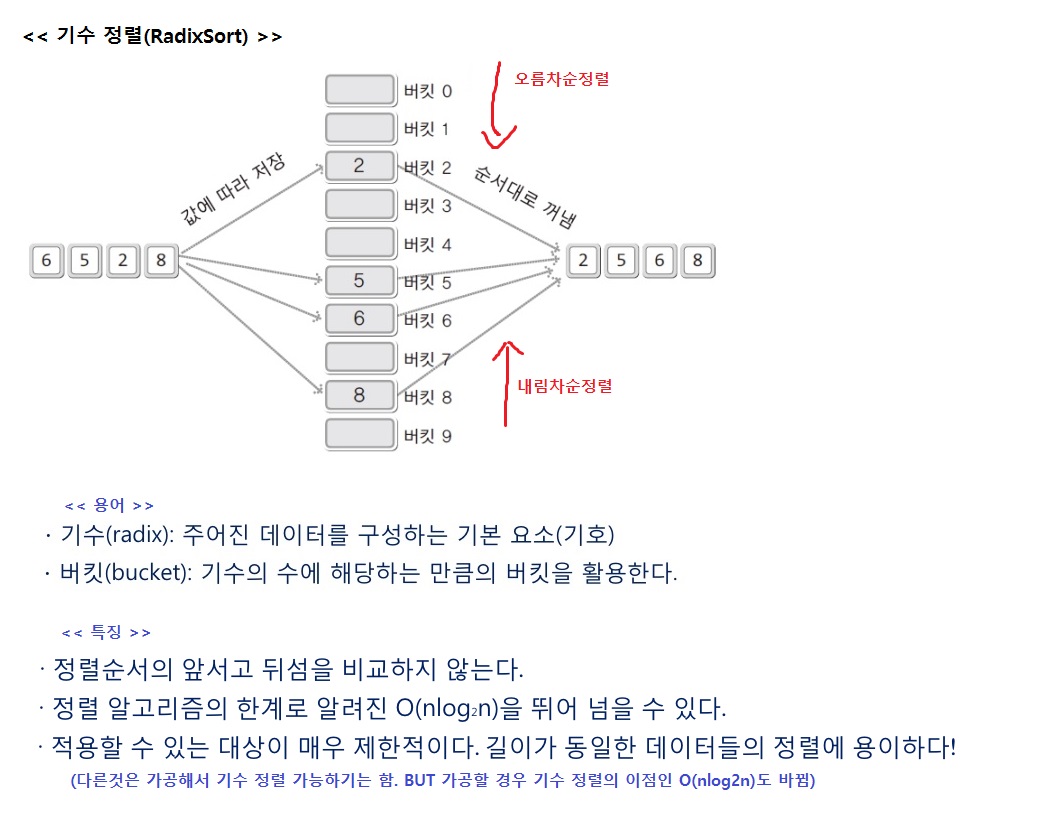 << 기수 정렬(RadixSort) >>
버킷 0
오름차순정렬
버킷 1
값에 따라 저장
2 버킷 2
순서대로 꺼냄
버킷 3
버킷 4
6 5 2 8
2 5 6 8
5 버킷 5
6 버킷 6
버킷 7
내림차순정렬
8 버킷 8
버킷 9
<< 용어 >>
· 기수(radix): 주어진 데이터를 구성하는 기본 요소(기호)
· 버킷(bucket): 기수의 수에 해당하는 만큼의 버킷을 활용한다.
<< 특징 >>
· 정렬순서의 앞서고 뒤섬을 비교하지 않는다.
· 정렬 알고리즘의 한계로 알려진 O(nlog₂n)을 뛰어 넘을 수 있다.
· 적용할 수 있는 대상이 매우 제한적이다. 길이가 동일한 데이터들의 정렬에 용이하다!
(다른것은 가공해서 기수 정렬 가능하기는 함. BUT 가공할 경우 기수 정렬의 이점인 O(nlog2n)도 바뀜)